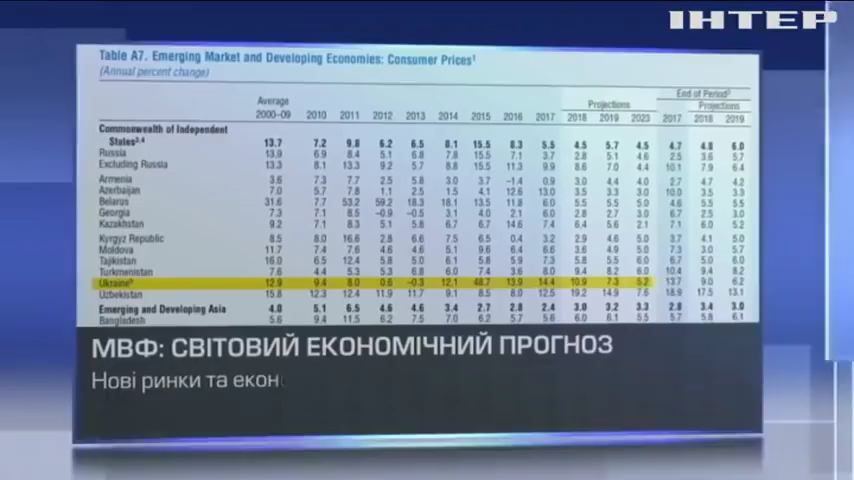 ІНТЕР
Table A7. Emerging Market and Developing Economies: Consumer Prices¹
(Annual percent change)
End of Period²
Average Projections Projections
2000–09 2010 2011 2012 2013 2014 2015 2016 2017 2018 2019 2023 2017 2018 2019
Commonwealth of Independent
States³,⁴ 13.7 7.2 9.8 6.2 6.5 8.1 15.5 8.3 5.5 4.5 5.7 4.5 4.7 4.8 6.0
Russia 13.9 6.9 8.4 5.1 6.8 7.8 15.5 7.1 3.7 2.8 5.1 4.6 2.5 3.6 5.7
Excluding Russia 13.3 8.1 13.3 9.2 5.7 8.8 15.5 11.3 9.9 8.6 7.0 4.4 10.1 7.9 6.4
Armenia 3.6 7.3 7.7 2.5 5.8 3.0 3.7 –1.4 0.9 3.0 4.4 4.0 2.7 4.7 4.2
Azerbaijan 7.0 5.7 7.8 1.1 2.5 1.5 4.1 12.6 13.0 3.5 3.3 3.0 10.0 3.5 3.3
Belarus 31.6 7.7 53.2 59.2 18.3 18.1 13.5 11.8 6.0 5.5 5.0 5.0 4.6 5.5 5.5
Georgia 7.3 7.1 8.5 –0.9 –0.5 3.1 4.0 2.1 6.0 2.8 2.7 3.0 6.7 2.5 3.0
Kazakhstan 9.2 7.1 8.3 5.1 5.8 6.7 6.7 14.6 7.4 6.4 5.6 2.1 7.1 6.0 5.2
Kyrgyz Republic 8.5 8.0 16.6 2.8 6.6 7.5 6.5 0.4 3.2 2.9 4.6 5.0 3.7 4.1 5.0
Moldova 11.7 7.4 7.6 4.6 4.6 5.1 9.6 6.4 6.6 3.6 4.9 5.0 7.3 3.0 5.7
Tajikistan 16.0 6.5 12.4 5.8 5.0 6.1 5.8 5.9 7.3 5.8 5.5 6.0 6.7 5.0 6.0
Turkmenistan 7.6 4.4 5.3 5.3 6.8 6.0 7.4 3.6 8.0 9.4 8.2 6.0 10.4 9.4 8.2
Ukraine⁵ 12.9 9.4 8.0 0.6 –0.3 12.1 48.7 13.9 14.4 10.9 7.3 5.2 13.7 9.0 6.2
Uzbekistan 15.8 12.3 12.4 11.9 11.7 9.1 8.5 8.0 12.5 19.2 14.9 7.6 18.9 17.5 13.1
Emerging and Developing Asia 4.8 5.1 6.5 4.6 4.6 3.4 2.7 2.8 2.4 3.0 3.2 3.3 2.8 3.4 3.0
Bangladesh 5.6 9.4 11.5 6.2 7.5 7.0 6.2 5.7 5.6 6.0 6.1 5.5 5.7 5.8 6.1
МВФ: СВІТОВИЙ ЕКОНОМІЧНИЙ ПРОГНОЗ
Нові ринки та екон